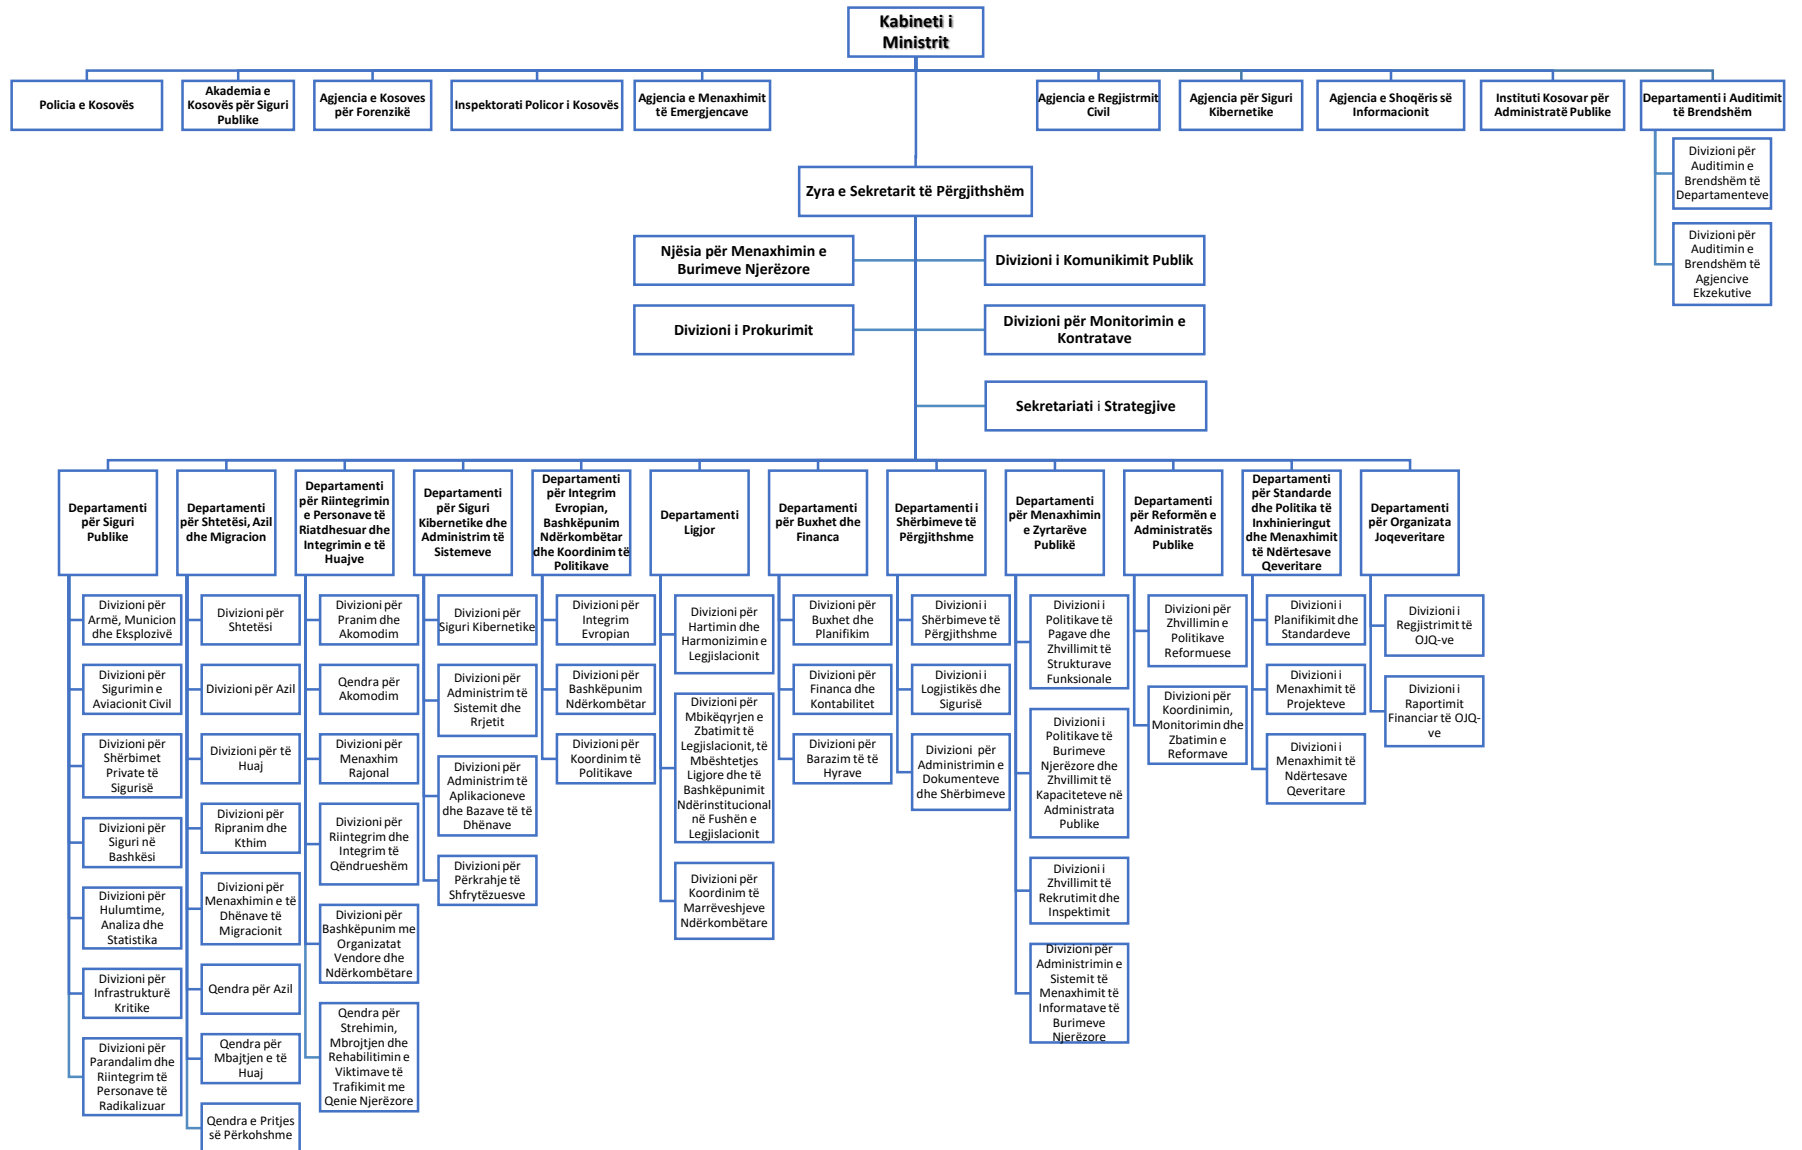 Kabineti i
Ministrit
Policia e Kosovës
Akademia e
Kosovës për Siguri
Publike
Agjencia e Kosoves
për Forenzikë
Inspektorati Policor i Kosovës
Agjencia e Menaxhimit
të Emergjencave
Agjencia e Regjistrmit
Civil
Agjencia për Siguri
Kibernetike
Agjencia e Shoqëris së
Informacionit
Instituti Kosovar për
Administratë Publike
Departamenti i Auditimit
të Brendshëm
Divizioni për
Auditimin e
Brendshëm të
Departamenteve
Divizioni për
Auditimin e
Brendshëm të
Agjencive
Ekzekutive
Zyra e Sekretarit të Përgjithshëm
Njësia për Menaxhimin e
Burimeve Njerëzore
Divizioni i Komunikimit Publik
Divizioni i Prokurimit
Divizioni për Monitorimin e
Kontratave
Sekretariati i Strategjive
Departamenti
për Siguri
Publike
Divizioni për
Armë, Municion
dhe Eksplozivë
Divizioni për
Sigurimin e
Aviacionit Civil
Divizioni për
Shërbimet
Private të
Sigurisë
Divizioni për
Siguri në
Bashkësi
Divizioni për
Hulumtime,
Analiza dhe
Statistika
Divizioni për
Infrastrukturë
Kritike
Divizioni për
Parandalim dhe
Riintegrim të
Personave të
Radikalizuar
Departamenti
për Shtetësi, Azil
dhe Migracion
Divizioni për
Shtetësi
Divizioni për Azil
Divizioni për të
Huaj
Divizioni për
Ripranim dhe
Kthim
Divizioni për
Menaxhimin e të
Dhënave të
Migracionit
Qendra për Azil
Qendra për
Mbajtjen e të
Huaj
Qendra e Pritjes
së Përkohshme
Departamenti
për Riintegrimin
e Personave të
Riatdhesuar dhe
Integrimin e të
Huajve
Divizioni për
Pranim dhe
Akomodim
Qendra për
Akomodim
Divizioni për
Menaxhim
Rajonal
Divizioni për
Riintegrim dhe
Integrim të
Qëndrueshëm
Divizioni për
Bashkëpunim me
Organizatat
Vendore dhe
Ndërkombëtare
Qendra për
Strehimin,
Mbrojtjen dhe
Rehabilitimin e
Viktimave të
Trafikimit me
Qenie Njerëzore
Departamenti
për Siguri
Kibernetike dhe
Administrim të
Sistemeve
Divizioni për
Siguri Kibernetike
Divizioni për
Administrim të
Sistemit dhe
Rrjetit
Divizioni për
Administrim të
Aplikacioneve
dhe Bazave të të
Dhënave
Divizioni për
Përkrahje të
Shfrytëzuesve
Departamenti
për Integrim
Evropian,
Bashkëpunim
Ndërkombëtar
dhe Koordinim të
Politikave
Divizioni për
Integrim
Evropian
Divizioni për
Bashkëpunim
Ndërkombëtar
Divizioni për
Koordinim të
Politikave
Departamenti
Ligjor
Divizioni për
Hartimin dhe
Harmonizimin e
Legjislacionit
Divizioni për
Mbikëqyrjen e
Zbatimit të
Legjislacionit, të
Mbështetjes
Ligjore dhe të
Bashkëpunimit
Ndërinstitucional
në Fushën e
Legjislacionit
Divizioni për
Koordinim të
Marrëveshjeve
Ndërkombëtare
Departamenti
për Buxhet dhe
Financa
Divizioni për
Buxhet dhe
Planifikim
Divizioni për
Financa dhe
Kontabilitet
Divizioni për
Barazim të të
Hyrave
Departamenti i
Shërbimeve të
Përgjithshme
Divizioni i
Shërbimeve të
Përgjithshme
Divizioni i
Logjistikës dhe
Sigurisë
Divizioni për
Administrimin e
Dokumenteve
dhe Shërbimeve
Departamenti
për Menaxhimin
e Zyrtarëve
Publikë
Divizioni i
Politikave të
Pagave dhe
Zhvillimit të
Strukturave
Funksionale
Divizioni i
Politikave të
Burimeve
Njerëzore dhe
Zhvillimit të
Kapaciteteve në
Administrata
Publike
Divizioni i
Zhvillimit të
Rekrutimit dhe
Inspektimit
Divizioni për
Administrimin e
Sistemit të
Menaxhimit të
Informatave të
Burimeve
Njerëzore
Departamenti
për Reformën e
Administratës
Publike
Divizioni për
Zhvillimin e
Politikave
Reformuese
Divizioni për
Koordinimin,
Monitorimin dhe
Zbatimin e
Reformave
Departamenti
për Standarde
dhe Politika të
Inxhinieringut
dhe Menaxhimit
të Ndërtesave
Qeveritare
Divizioni i
Planifikimit dhe
Standardeve
Divizioni i
Menaxhimit të
Projekteve
Divizioni i
Menaxhimit të
Ndërtesave
Qeveritare
Departamenti
për Organizata
Joqeveritare
Divizioni i
Regjistrimit të
OJQ-ve
Divizioni i
Raportimit
Financiar të OJQ-
ve